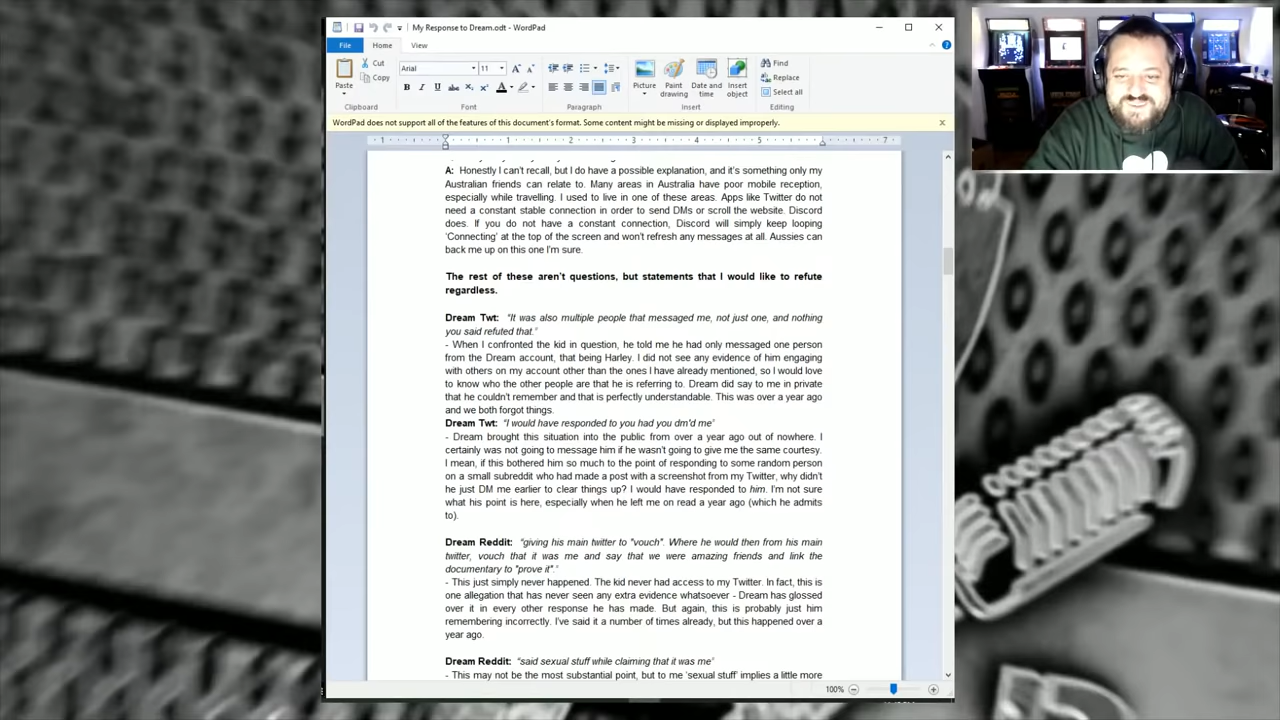 My Response to Dream.odt - WordPad
File
Home
View
Paste
Cut
Copy
Clipboard
Arial
11
Font
Paragraph
Picture
Paint drawing
Date and time
Insert object
Insert
Find
Replace
Select all
Editing
WordPad does not support all of the features of this document's format. Some content might be missing or displayed improperly.
1 1 2 3 4 5 6 7
A: Honestly I can't recall, but I do have a possible explanation, and it's something only my
Australian friends can relate to. Many areas in Australia have poor mobile reception,
especially while travelling. I used to live in one of these areas. Apps like Twitter do not
need a constant stable connection in order to send DMs or scroll the website. Discord
does. If you do not have a constant connection, Discord will simply keep looping
'Connecting' at the top of the screen and won't refresh any messages at all. Aussies can
back me up on this one I'm sure.
The rest of these aren't questions, but statements that I would like to refute
regardless.
Dream Twt: "It was also multiple people that messaged me, not just one, and nothing
you said refuted that."
- When I confronted the kid in question, he told me he had only messaged one person
from the Dream account, that being Harley. I did not see any evidence of him engaging
with others on my account other than the ones I have already mentioned, so I would love
to know who the other people are that he is referring to. Dream did say to me in private
that he couldn't remember and that is perfectly understandable. This was over a year ago
and we both forgot things.
Dream Twt: "I would have responded to you had you dm'd me"
- Dream brought this situation into the public from over a year ago out of nowhere. I
certainly was not going to message him if he wasn't going to give me the same courtesy.
I mean, if this bothered him so much to the point of responding to some random person
on a small subreddit who had made a post with a screenshot from my Twitter, why didn't
he just DM me earlier to clear things up? I would have responded to him. I'm not sure
what his point is here, especially when he left me on read a year ago (which he admits
to).
Dream Reddit: "giving his main twitter to "vouch". Where he would then from his main
twitter, vouch that it was me and say that we were amazing friends and link the
documentary to "prove it"."
- This just simply never happened. The kid never had access to my Twitter. In fact, this is
one allegation that has never seen any extra evidence whatsoever - Dream has glossed
over it in every other response he has made. But again, this is probably just him
remembering incorrectly. I've said it a number of times already, but this happened over a
year ago.
Dream Reddit: "said sexual stuff while claiming that it was me"
- This may not be the most substantial point, but to me 'sexual stuff' implies a little more
100%